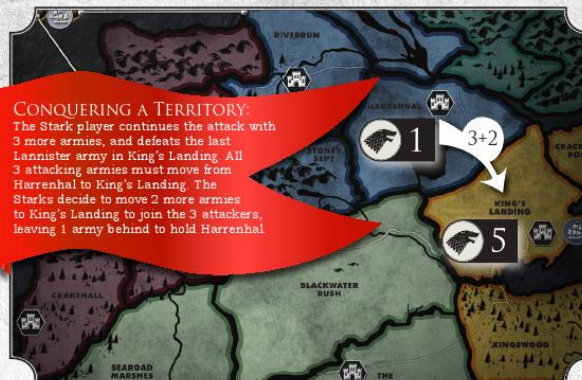 RIVERRUN
CONQUERING A TERRITORY:
The Stark player continues the attack with
3 more armies, and defeats the last
Lannister army in King's Landing. All
3 attacking armies must move from
Harrenhal to King's Landing. The
Starks decide to move 2 more armies
to King's Landing to join the 3 attackers,
leaving 1 army behind to hold Harrenhal
HARRENHAL
1
3+2
STONEY
SEPT
KING'S
LANDING
5
BLACKWATER
RUSH
CRAKEHALL
KINGSWOOD
SEAROAD
MARSHES
THE